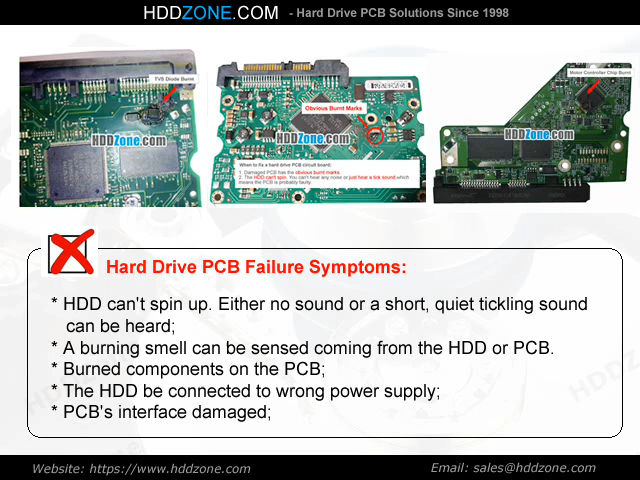 HDDZONE.COM - Hard Drive PCB Solutions Since 1998
TVS Diode Burnt
HDDZone.com
Obvious Burnt Marks
HDDZone.com
When to fix a hard drive PCB circuit board:
1. Damaged PCB has the obvious burnt marks
2. The HDD can't spin. You can't hear any noise or just hear a tick sound which
means the PCB is probably faulty.
Motor Controller Chip Burnt
HDDZone.com
Hard Drive PCB Failure Symptoms:
* HDD can't spin up. Either no sound or a short, quiet tickling sound
can be heard;
* A burning smell can be sensed coming from the HDD or PCB.
* Burned components on the PCB;
* The HDD be connected to wrong power supply;
* PCB's interface damaged;
Website: https://www.hddzone.com
Email: sales@hddzone.com